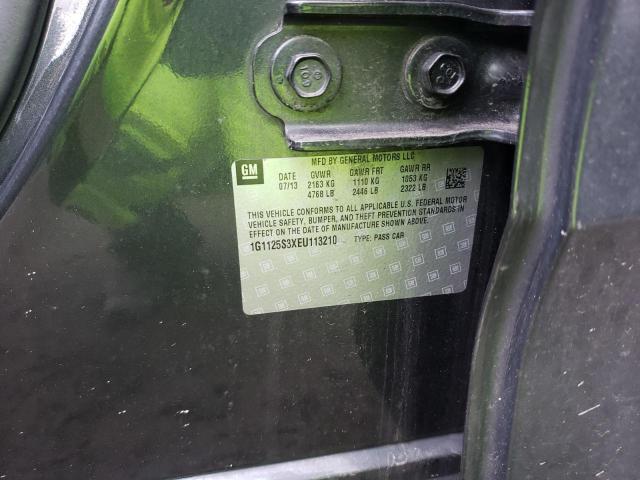 GM
MFD BY GENERAL MOTORS LLC
DATE GVWR GAWR FRT GAWR RR
07/13 2163 KG 1110 KG 1053 KG
4768 LB 2446 LB 2322 LB
THIS VEHICLE CONFORMS TO ALL APPLICABLE U.S. FEDERAL MOTOR
VEHICLE SAFETY, BUMPER, AND THEFT PREVENTION STANDARDS IN
EFFECT ON THE DATE OF MANUFACTURE SHOWN ABOVE.
1G1125S3XEU113210 TYPE: PASS CAR